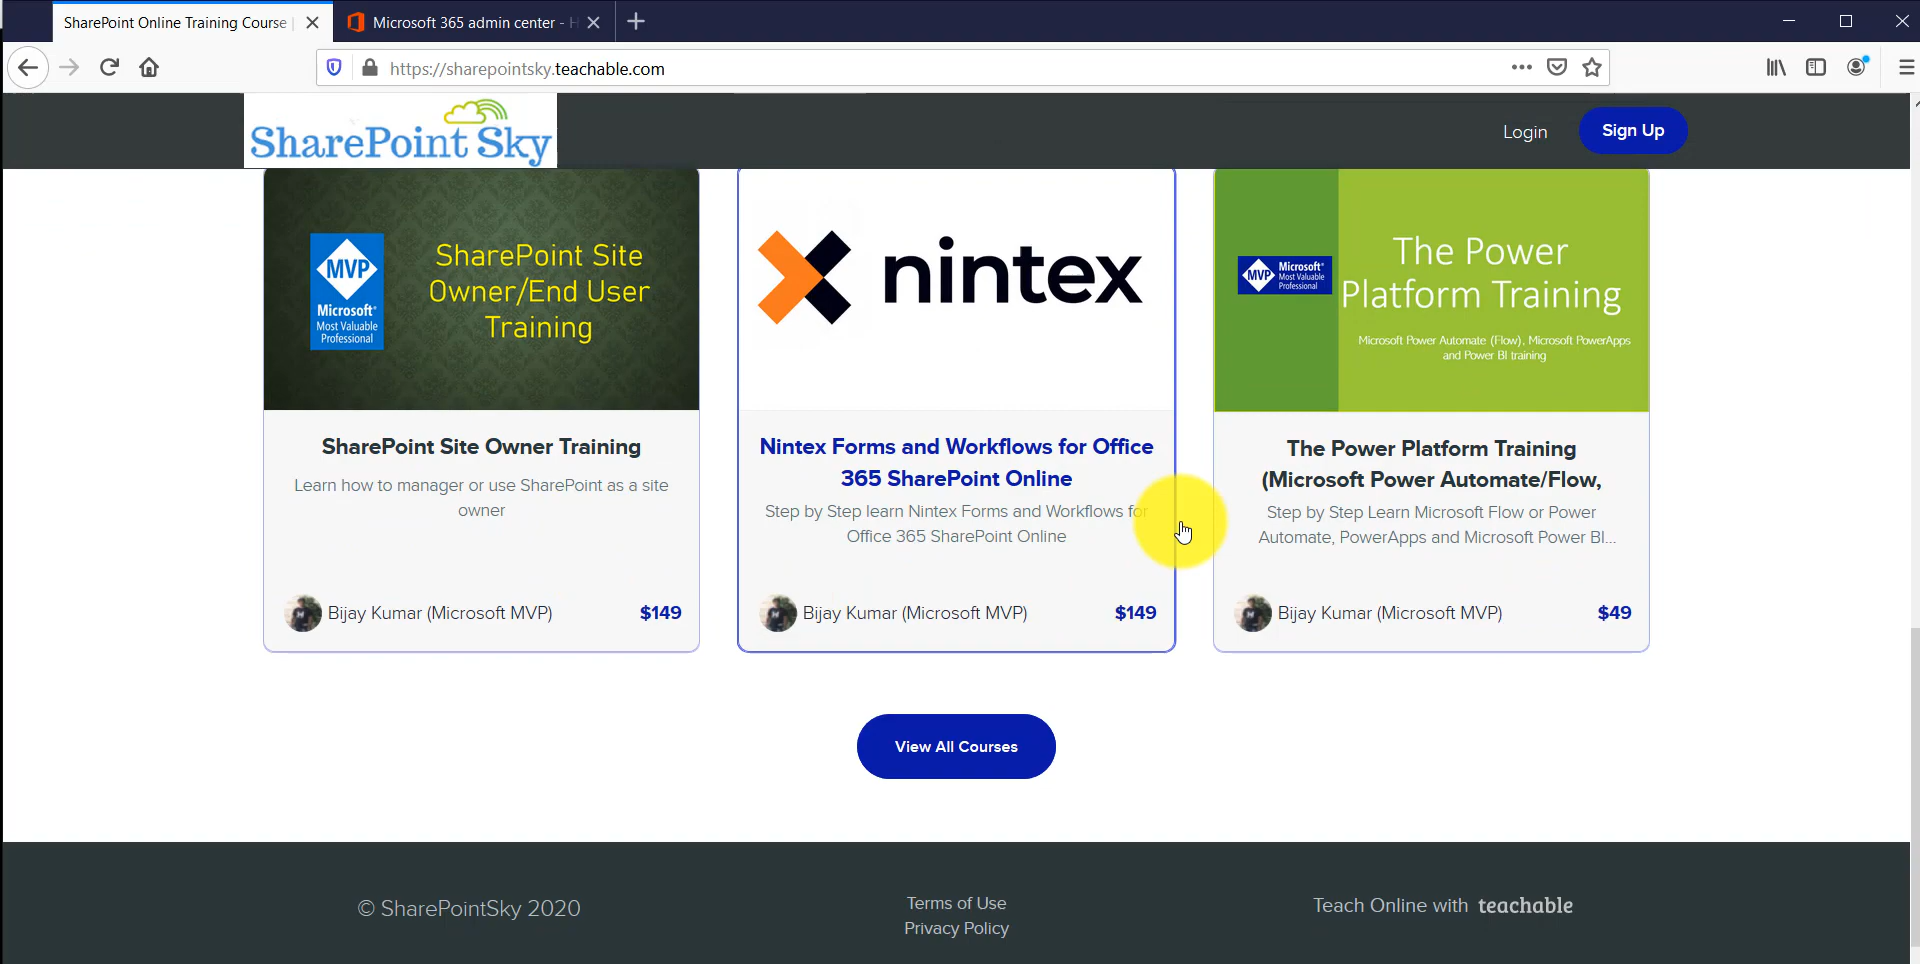 SharePoint Online Training Course
Microsoft 365 admin center - H
https://sharepointsky.teachable.com
SharePoint Sky
Login
Sign Up
MVP
Microsoft®
Most Valuable
Professional
SharePoint Site
Owner/End User
Training
nintex
MVP
Microsoft®
Most Valuable
Professional
The Power
Platform Training
Microsoft Power Automate (Flow), Microsoft PowerApps
and Power BI training
SharePoint Site Owner Training
Learn how to manager or use SharePoint as a site
owner
Bijay Kumar (Microsoft MVP) $149
Nintex Forms and Workflows for Office
365 SharePoint Online
Step by Step learn Nintex Forms and Workflows for
Office 365 SharePoint Online
Bijay Kumar (Microsoft MVP) $149
The Power Platform Training
(Microsoft Power Automate/Flow,
Step by Step Learn Microsoft Flow or Power
Automate, PowerApps and Microsoft Power BI...
Bijay Kumar (Microsoft MVP) $49
View All Courses
© SharePointSky 2020
Terms of Use
Privacy Policy
Teach Online with teachable